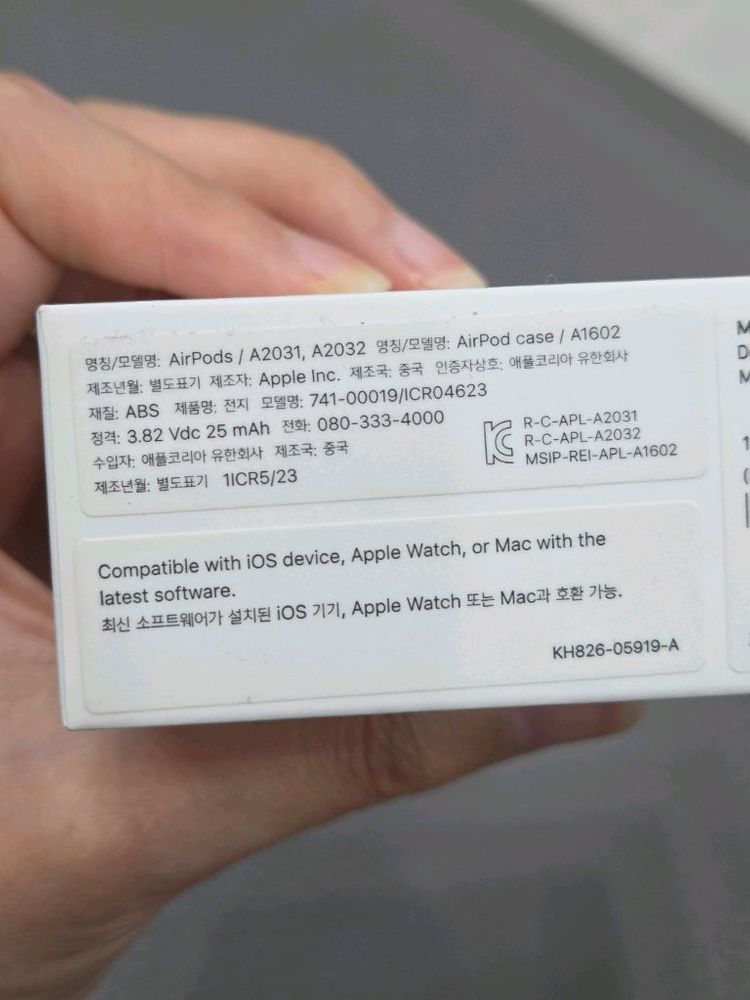 명칭/모델명: AirPods / A2031, A2032 명칭/모델명: AirPod case / A1602
제조년월: 별도표기 제조자: Apple Inc. 제조국: 중국 인증자상호: 애플코리아 유한회사
재질: ABS 제품명: 전지 모델명: 741-00019/ICR04623
정격: 3.82 Vdc 25 mAh 전화: 080-333-4000
수입자: 애플코리아 유한회사 제조국: 중국
제조년월: 별도표기 1ICR5/23
R-C-APL-A2031
R-C-APL-A2032
MSIP-REI-APL-A1602
Compatible with iOS device, Apple Watch, or Mac with the
latest software.
최신 소프트웨어가 설치된 iOS 기기, Apple Watch 또는 Mac과 호환 가능.
KH826-05919-A